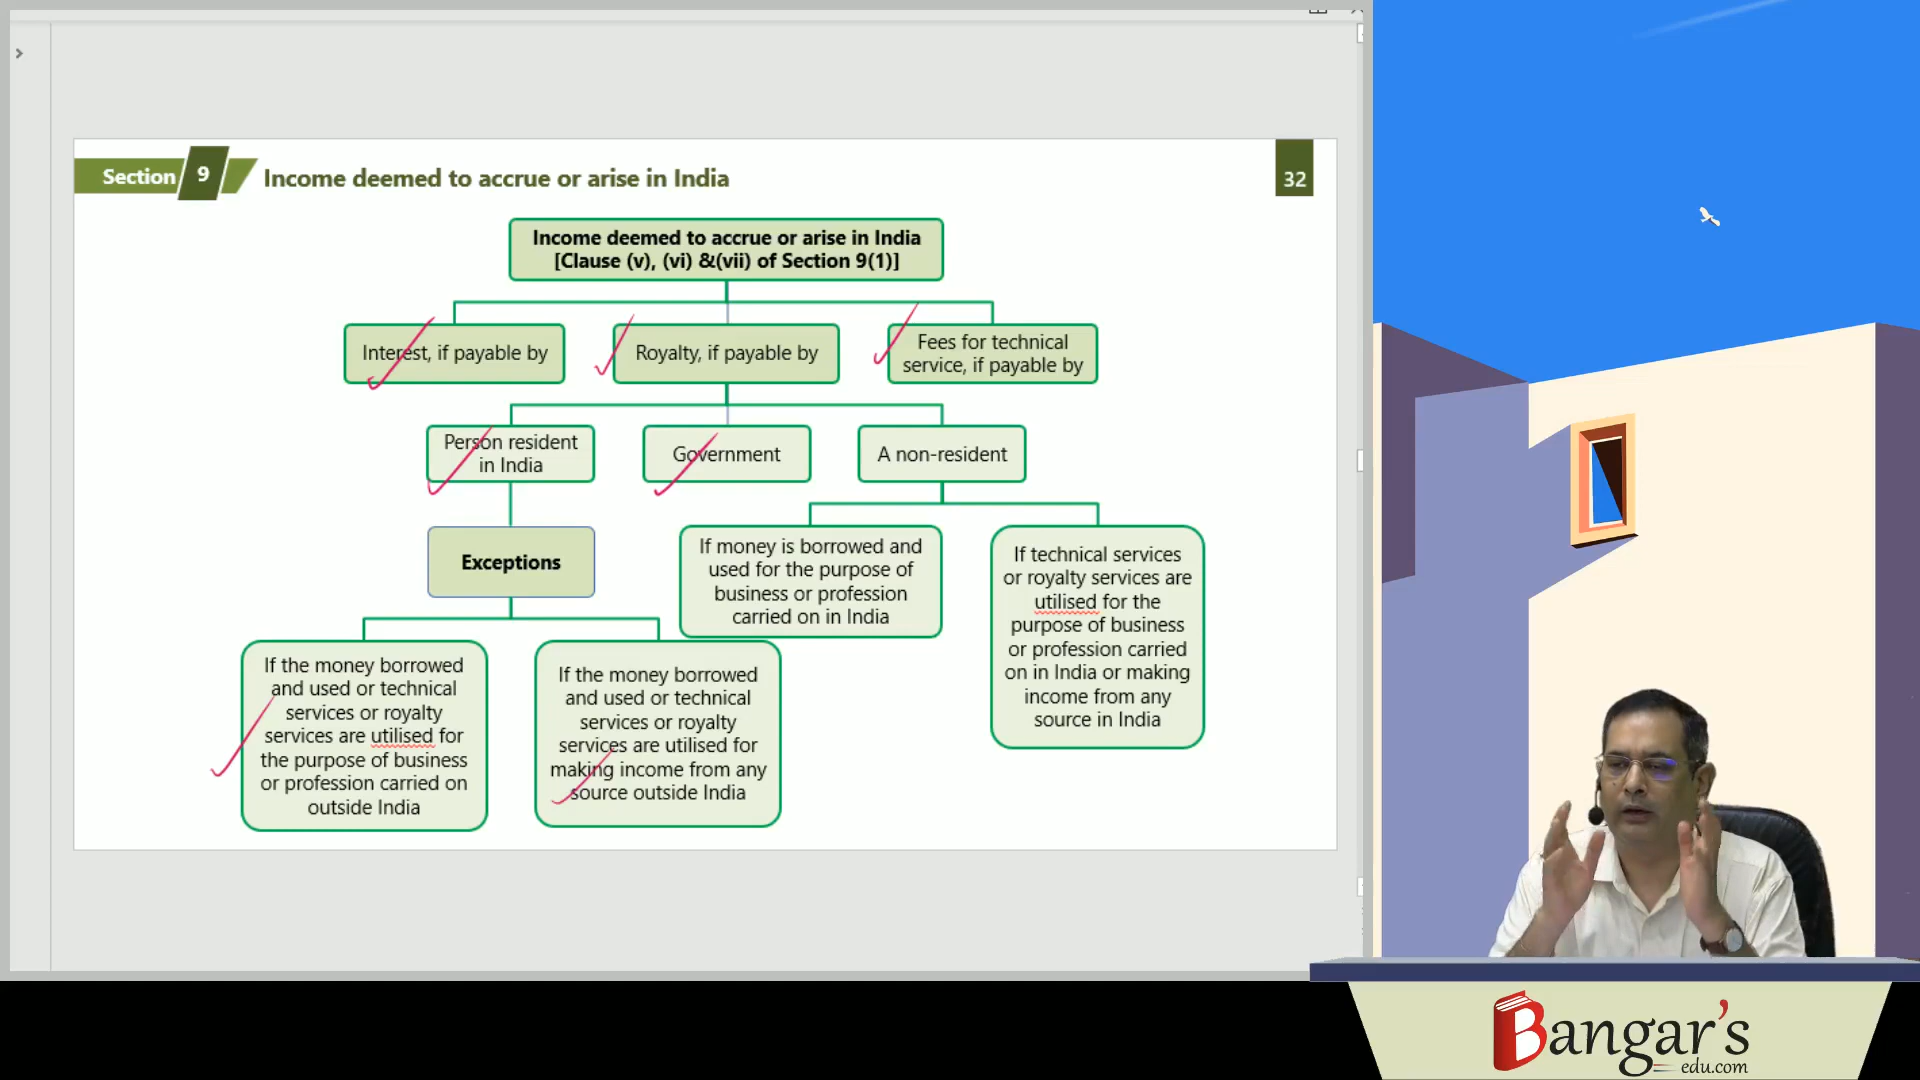 Section 9 Income deemed to accrue or arise in India
32
Income deemed to accrue or arise in India
[Clause (v), (vi) &(vii) of Section 9(1)]
Interest, if payable by
Royalty, if payable by
Fees for technical
service, if payable by
Person resident
in India
Government
A non-resident
Exceptions
If money is borrowed and
used for the purpose of
business or profession
carried on in India
If technical services
or royalty services are
utilised for the
purpose of business
or profession carried
on in India or making
income from any
source in India
If the money borrowed
and used or technical
services or royalty
services are utilised for
the purpose of business
or profession carried on
outside India
If the money borrowed
and used or technical
services or royalty
services are utilised for
making income from any
source outside India
Bangar's
edu.com